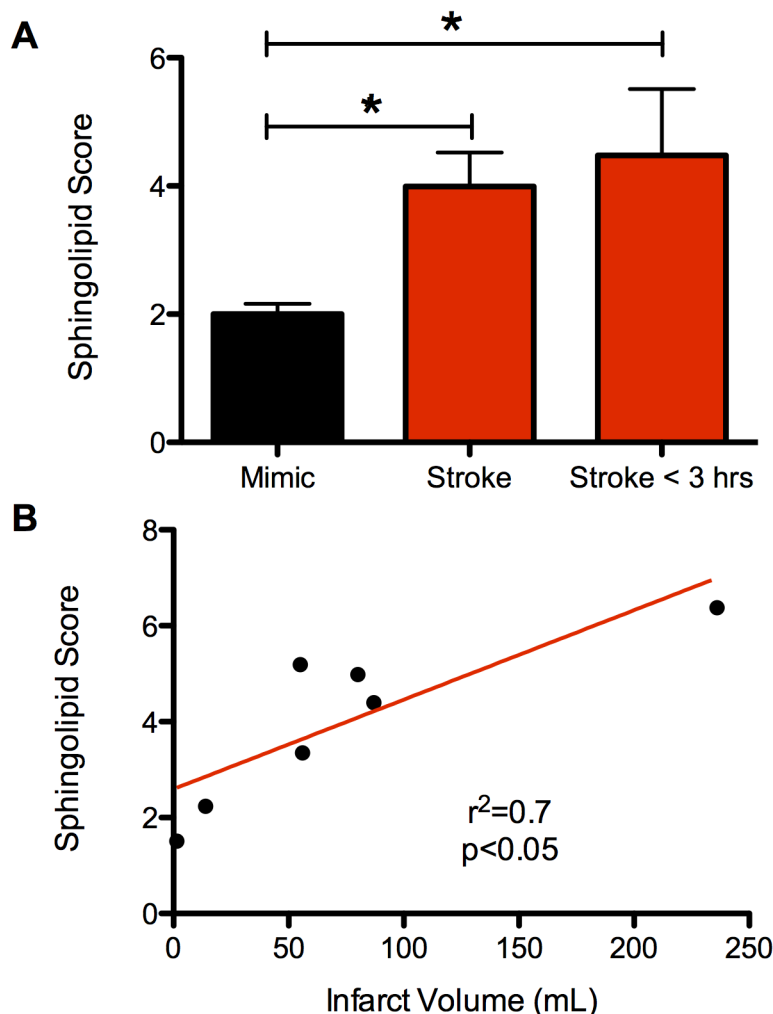 A
*
*
Sphingolipid Score
6
4
2
0
Mimic Stroke Stroke < 3 hrs
B
Sphingolipid Score
8
6
4
2
0
r²=0.7
p<0.05
0 50 100 150 200 250
Infarct Volume (mL)